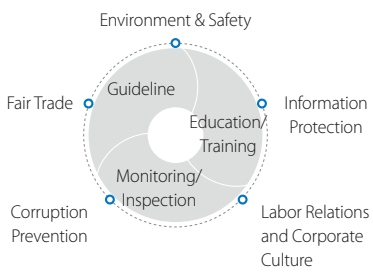 Environment & Safety
Guideline
Fair Trade
Information
Protection
Education/
Training
Monitoring/
Inspection
Corruption
Prevention
Labor Relations
and Corporate
Culture